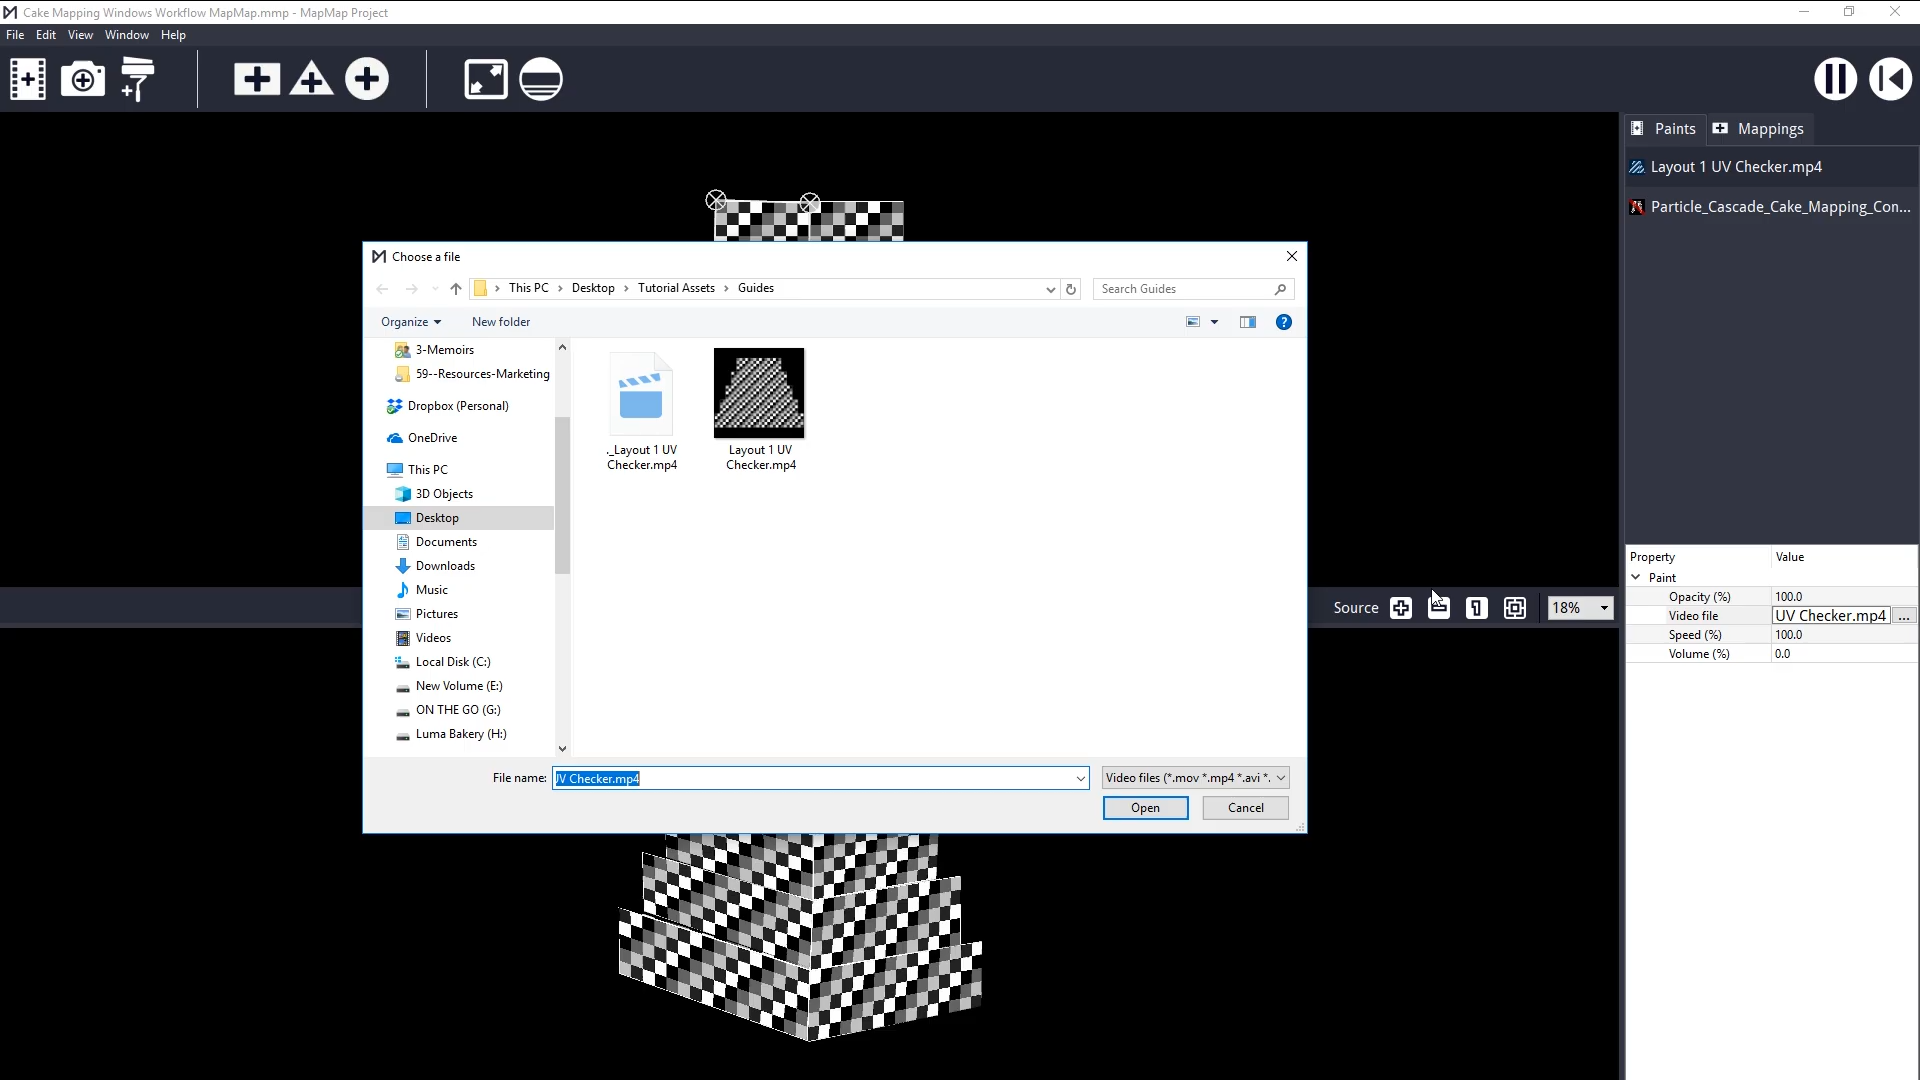 Cake Mapping Windows Workflow MapMap.mmp - MapMap Project
File Edit View Window Help
Paints Mappings
Layout 1 UV Checker.mp4
Particle_Cascade_Cake_Mapping_Con...
Choose a file
This PC > Desktop > Tutorial Assets > Guides
Search Guides
Organize New folder
3-Memoirs
59--Resources-Marketing
Dropbox (Personal)
OneDrive
This PC
3D Objects
Desktop
Documents
Downloads
Music
Pictures
Videos
Local Disk (C:)
New Volume (E:)
ON THE GO (G:)
Luma Bakery (H:)
._Layout 1 UV
Checker.mp4
Layout 1 UV
Checker.mp4
File name: UV Checker.mp4
Video files (*.mov *.mp4 *.avi *.
Open Cancel
Source 18%
Property Value
Paint
Opacity (%) 100.0
Video file UV Checker.mp4 ...
Speed (%) 100.0
Volume (%) 0.0